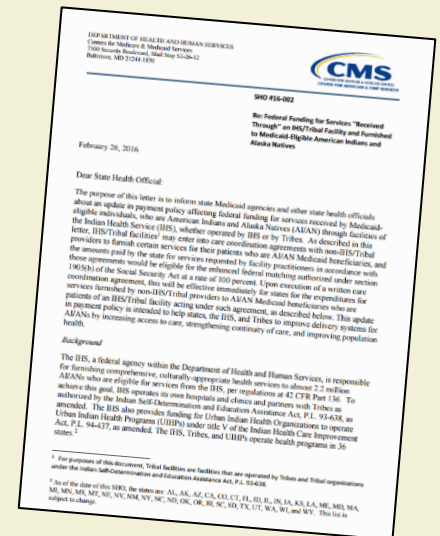 DEPARTMENT OF HEALTH AND HUMAN SERVICES
Centers for Medicare & Medicaid Services
7500 Security Boulevard, Mail Stop S2-26-12
Baltimore, MD 21244-1850
CMS
CENTERS FOR MEDICARE & MEDICAID SERVICES
SHO #16-002
Re: Federal Funding for Services "Received
Through" an IHS/Tribal Facility and Furnished
to Medicaid-Eligible American Indians and
Alaska Natives
February 26, 2016
Dear State Health Official:
The purpose of this letter is to inform state Medicaid agencies and other state health officials
about an update in payment policy affecting federal funding for services received by Medicaid-
eligible individuals, who are American Indians and Alaska Natives (AI/AN) through facilities of
the Indian Health Service (IHS), whether operated by IHS or by Tribes. As described in this
letter, IHS/Tribal facilities1 may enter into care coordination agreements with non-IHS/Tribal
providers to furnish certain services for their patients who are AI/AN Medicaid beneficiaries, and
the amounts paid by the state for services requested by facility practitioners in accordance with
those agreements would be eligible for the enhanced federal matching authorized under section
1905(b) of the Social Security Act at a rate of 100 percent. Upon execution of a written care
coordination agreement, this will be effective immediately for states for the expenditures for
services furnished by non-IHS/Tribal providers to AI/AN Medicaid beneficiaries who are
patients of an IHS/Tribal facility acting under such agreement, as described below. This update
in payment policy is intended to help states, the IHS, and Tribes to improve delivery systems for
AI/ANs by increasing access to care, strengthening continuity of care, and improving population
health.
Background
The IHS, a federal agency within the Department of Health and Human Services, is responsible
for furnishing comprehensive, culturally-appropriate health services to almost 2.2 million
AI/ANs who are eligible for services from the IHS, per regulations at 42 CFR Part 136. To
achieve this goal, IHS operates its own hospitals and clinics and partners with Tribes as
authorized by the Indian Self-Determination and Education Assistance Act, P.L. 93-638, as
amended. The IHS also provides funding for Urban Indian Health Organizations to operate
Urban Indian Health Programs (UIHPs) under title V of the Indian Health Care Improvement
Act, P.L. 94-437, as amended. The IHS, Tribes, and UIHPs operate health programs in 36
states.2
1 For purposes of this document, Tribal facilities are facilities that are operated by Tribes and Tribal organizations
under the Indian Self-Determination and Education Assistance Act, P.L. 93-638.
2 As of the date of this SHO, the states are: AL, AK, AZ, CA, CO, CT, FL, ID, IL, IN, IA, KS, LA, ME, MD, MA,
MI, MN, MS, MT, NE, NV, NM, NY, NC, ND, OK, OR, RI, SC, SD, TX, UT, WA, WI, and WY. This list is
subject to change.